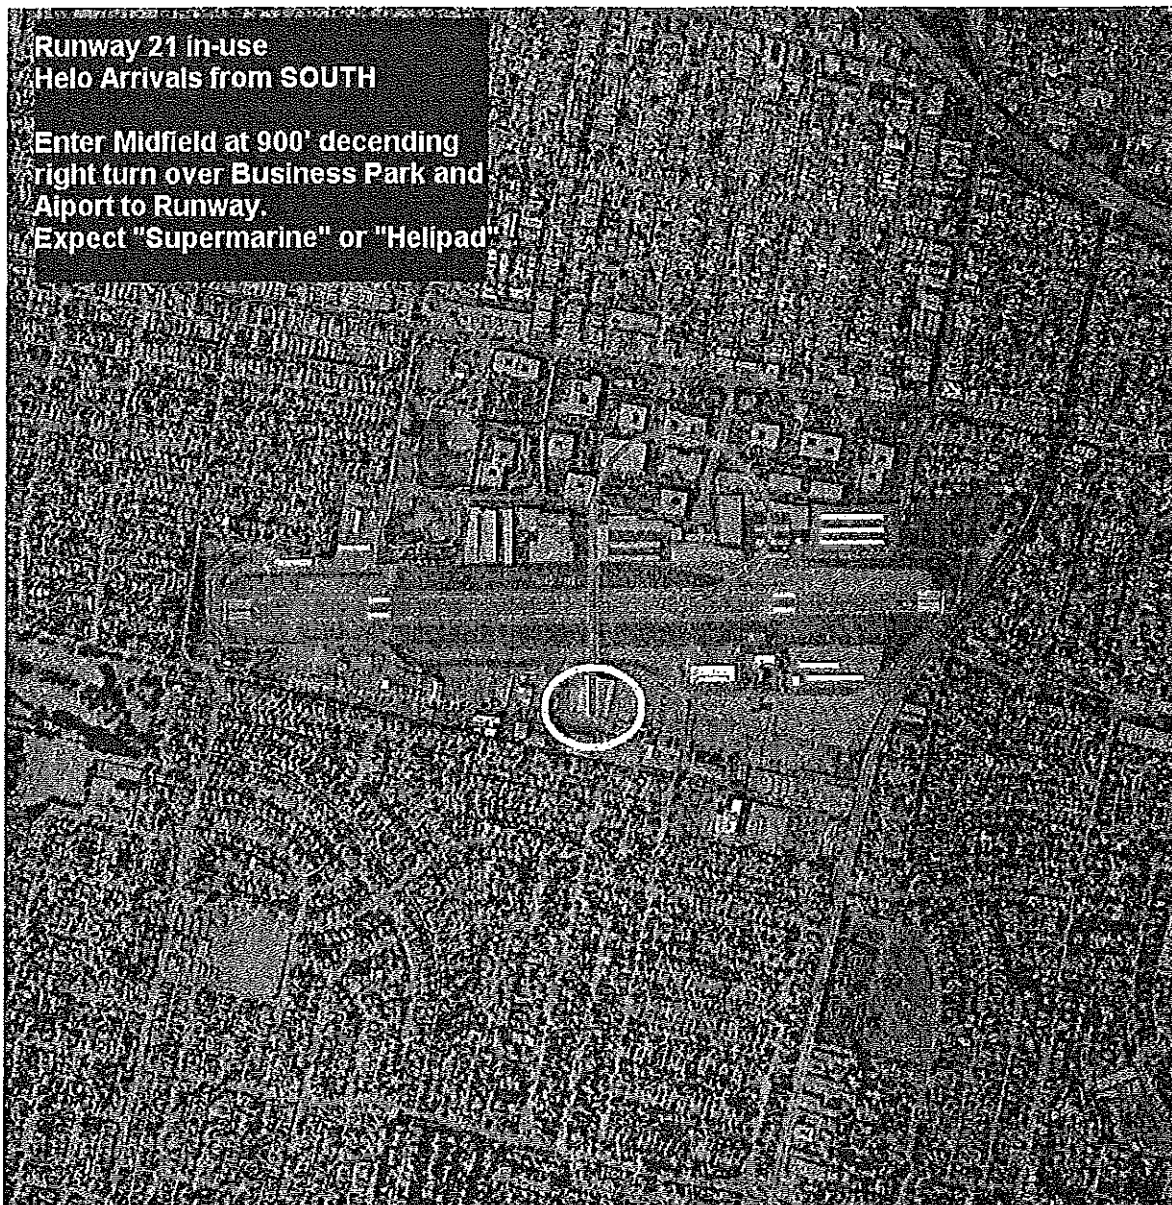 Runway 21 in-use
Helo Arrivals from SOUTH
Enter Midfield at 900' decending
right turn over Business Park and
Aiport to Runway.
Expect "Supermarine" or "Helipad"